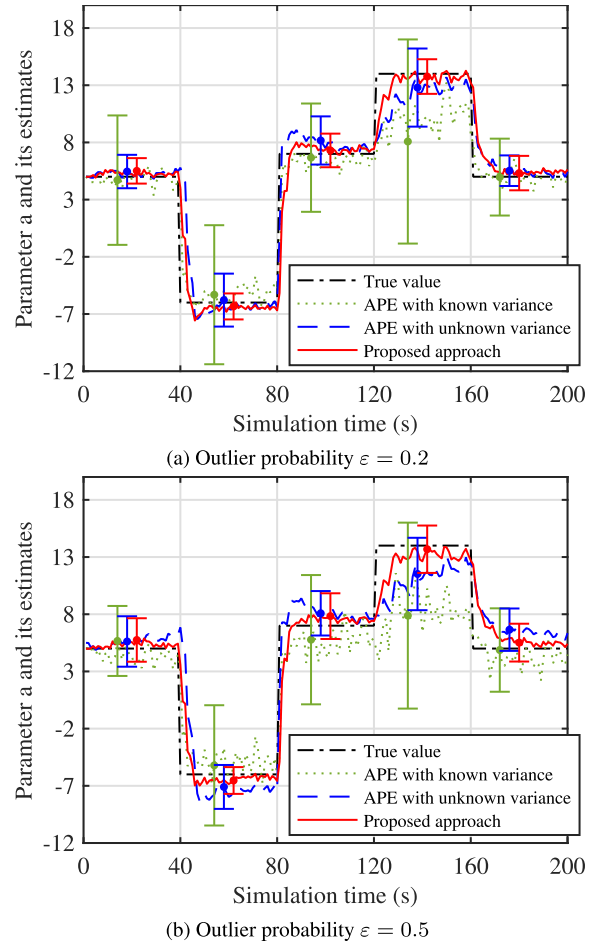 18
13
8
3
-2
-7
-12
Parameter a and its estimates
True value
APE with known variance
APE with unknown variance
Proposed approach
0 40 80 120 160 200
Simulation time (s)
(a) Outlier probability ε = 0.2
18
13
8
3
-2
-7
-12
Parameter a and its estimates
True value
APE with known variance
APE with unknown variance
Proposed approach
0 40 80 120 160 200
Simulation time (s)
(b) Outlier probability ε = 0.5